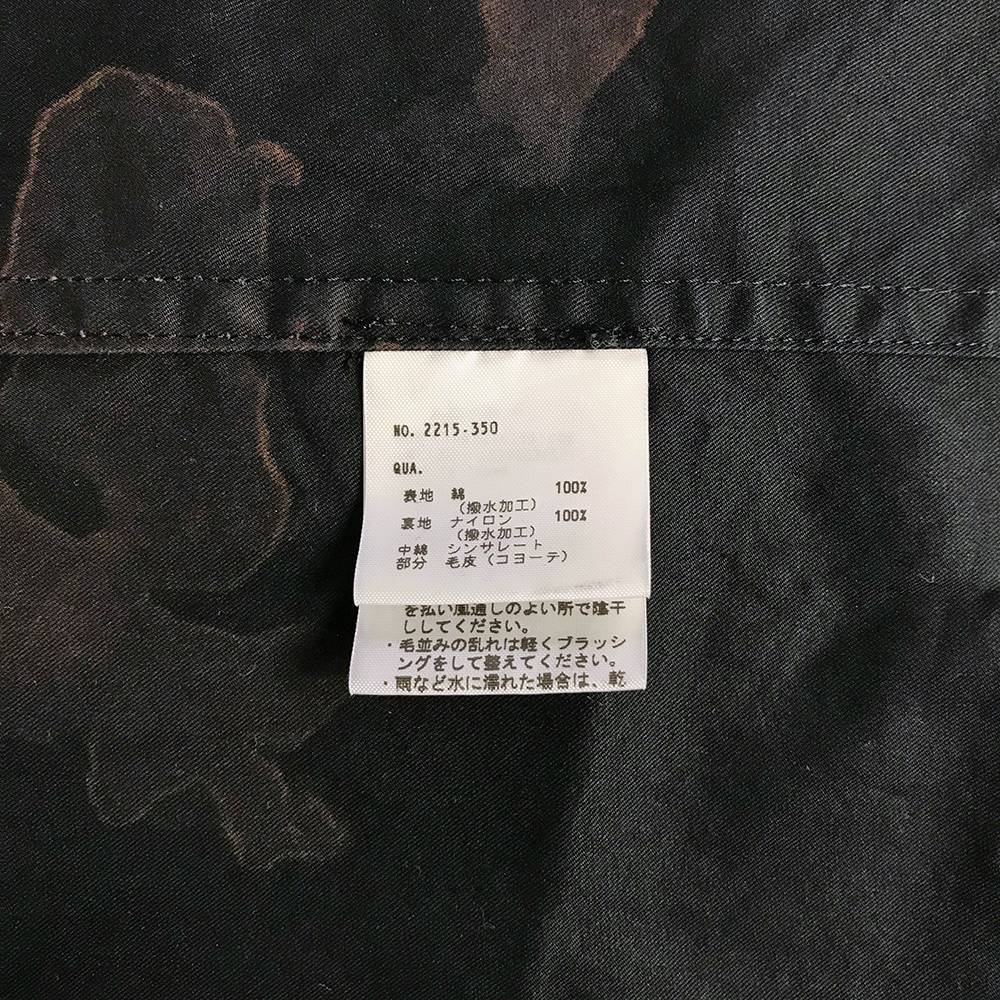 NO. 2215-350
QUA.
表地 綿 100%
(撥水加工)
裏地 ナイロン 100%
(撥水加工)
中綿 シンサレート
部分 毛皮(コヨーテ)
を払い風通しのよい所で陰干
ししてください。
・毛並みの乱れは軽くブラッシ
ングをして整えてください。
・雨など水に濡れた場合は、乾